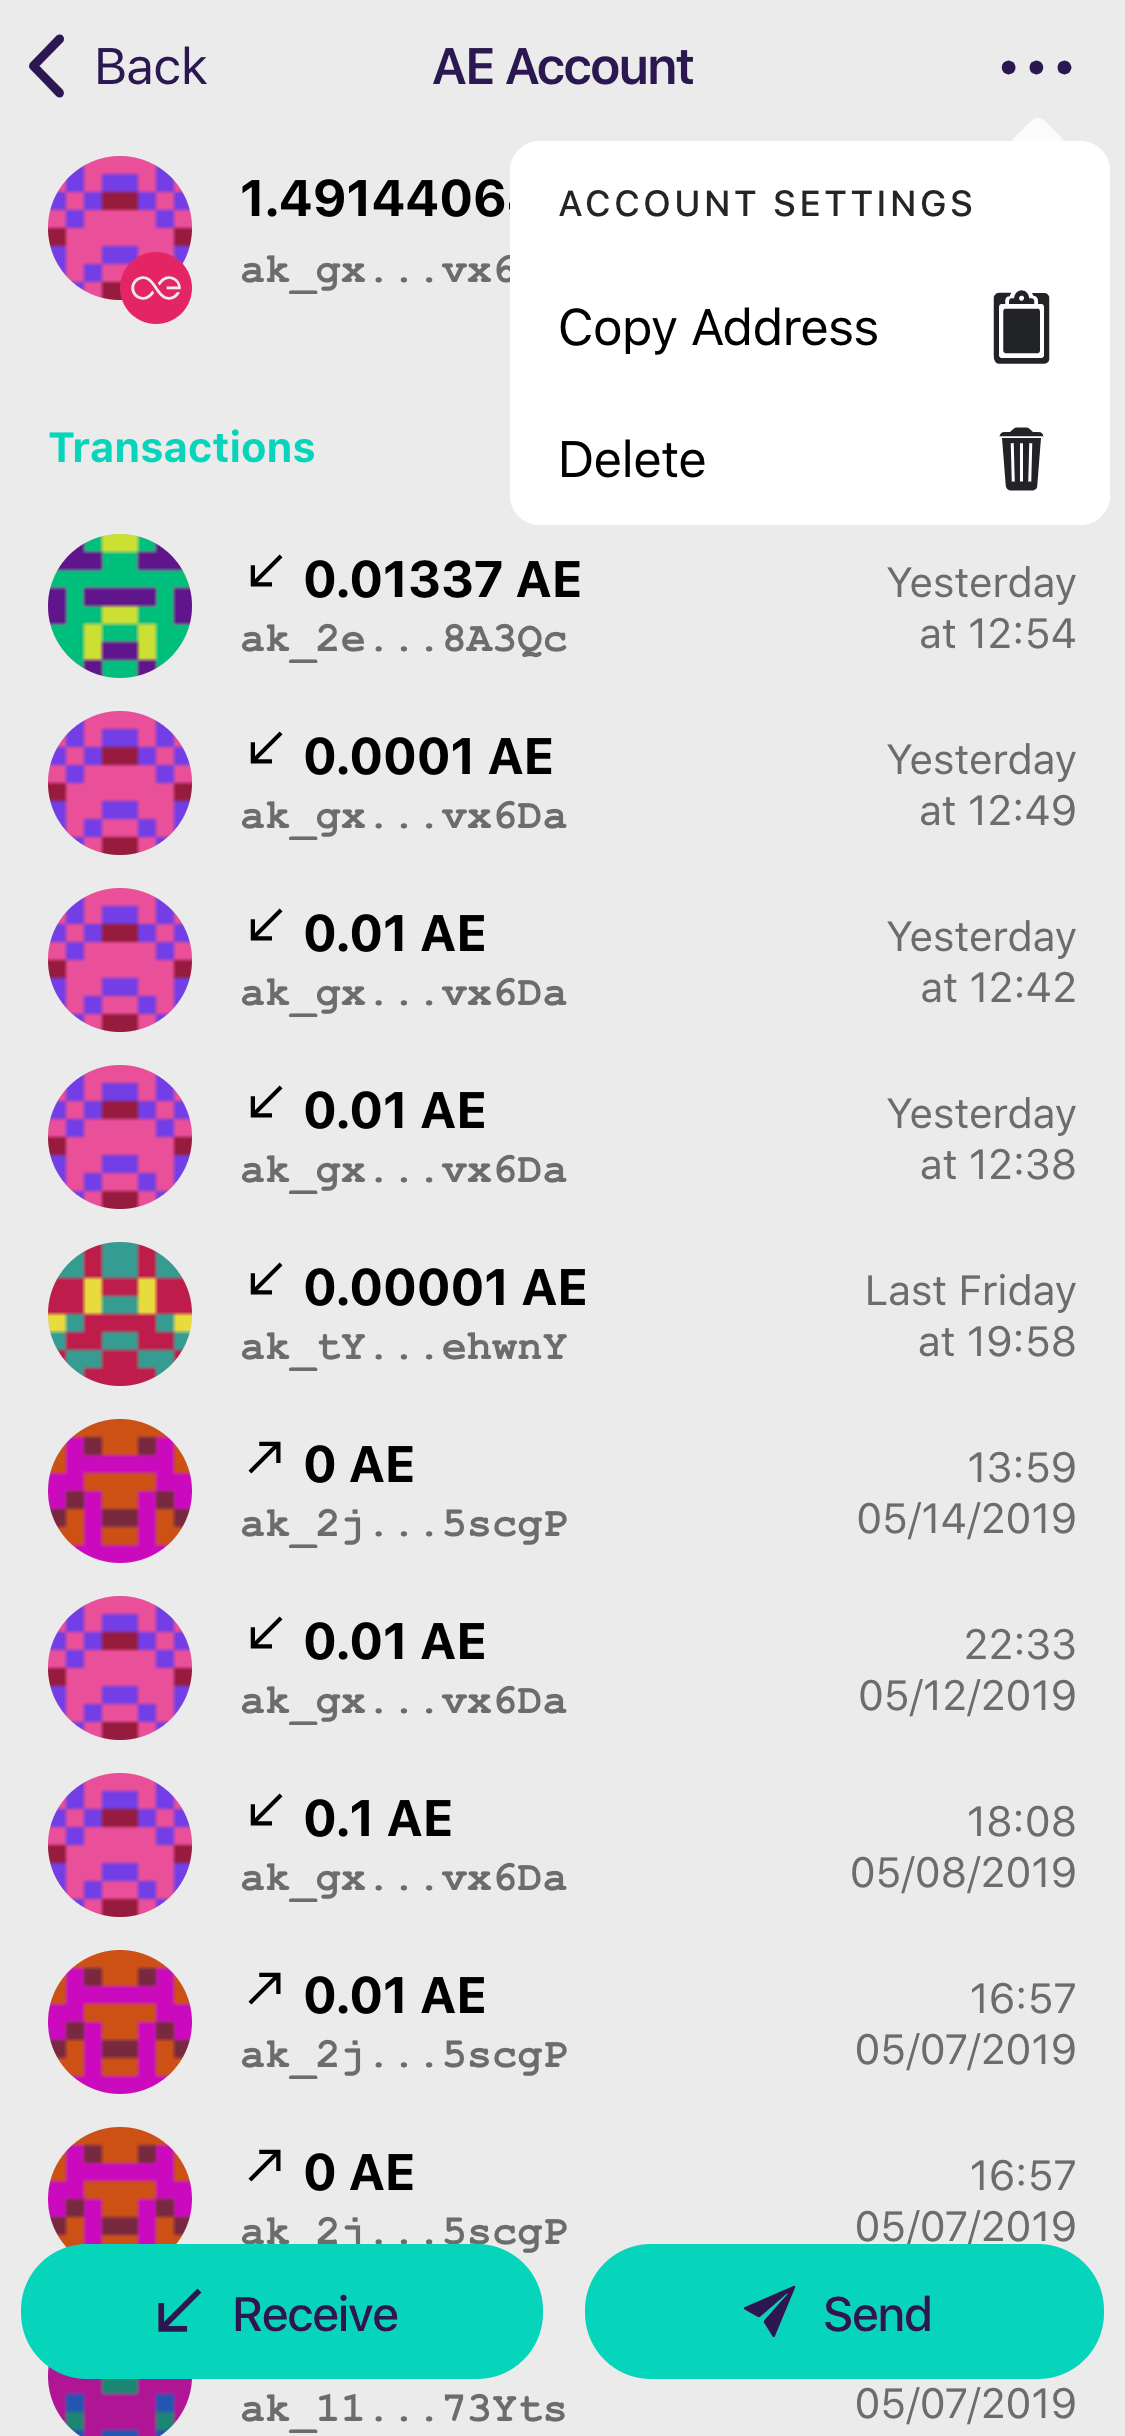 Back
AE Account
1.4914406
ACCOUNT SETTINGS
ak_gx...vx6
Copy Address
Transactions
Delete
0.01337 AE
Yesterday
at 12:54
ak_2e...8A3Qc
0.0001 AE
Yesterday
at 12:49
ak_gx...vx6Da
0.01 AE
Yesterday
at 12:42
ak_gx...vx6Da
0.01 AE
Yesterday
at 12:38
ak_gx...vx6Da
0.00001 AE
Last Friday
at 19:58
ak_tY...ehwnY
0 AE
13:59
ak_2j...5scgP
05/14/2019
0.01 AE
22:33
ak_gx...vx6Da
05/12/2019
0.1 AE
18:08
ak_gx...vx6Da
05/08/2019
0.01 AE
16:57
ak_2j...5scgP
05/07/2019
0 AE
16:57
ak_2j...5scgP
05/07/2019
Receive
Send
ak_11...73Yts
05/07/2019